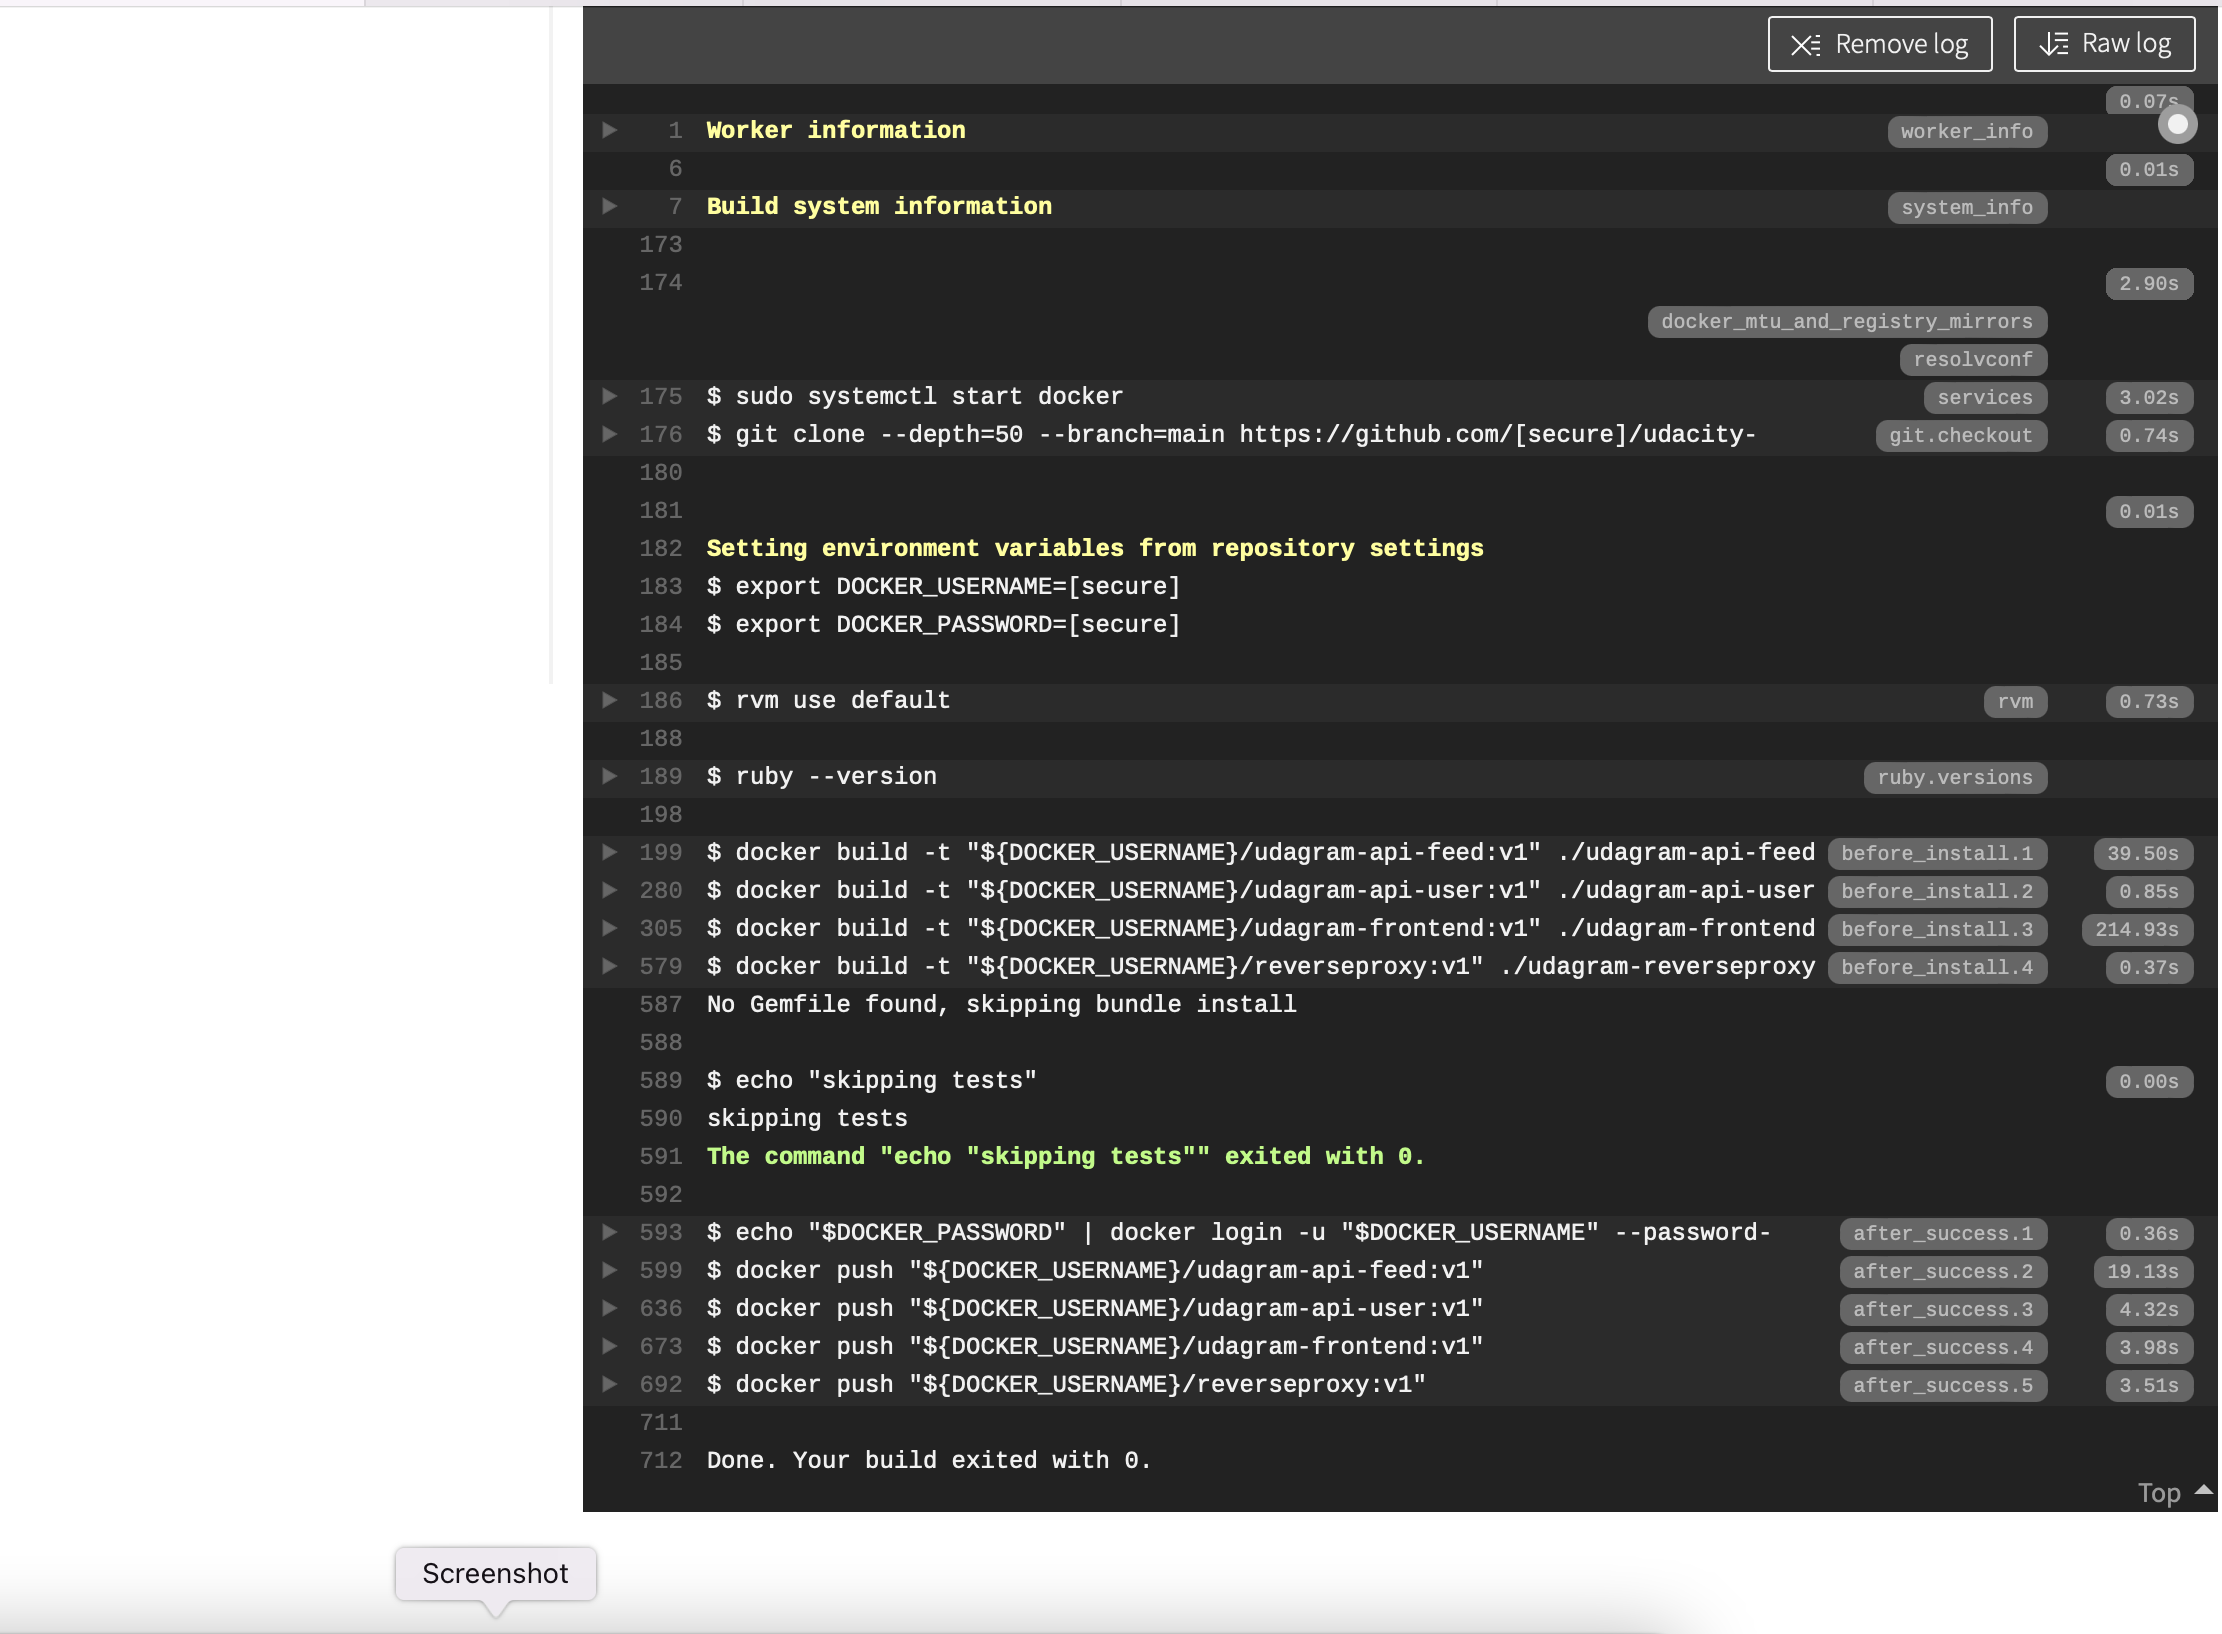 Remove log Raw log
0.07s
1 Worker information worker_info
6 0.01s
7 Build system information system_info
173
174 2.90s
docker_mtu_and_registry_mirrors
resolvconf
175 $ sudo systemctl start docker services 3.02s
176 $ git clone --depth=50 --branch=main https://github.com/[secure]/udacity- git.checkout 0.74s
180
181 0.01s
182 Setting environment variables from repository settings
183 $ export DOCKER_USERNAME=[secure]
184 $ export DOCKER_PASSWORD=[secure]
185
186 $ rvm use default rvm 0.73s
188
189 $ ruby --version ruby.versions
198
199 $ docker build -t "${DOCKER_USERNAME}/udagram-api-feed:v1" ./udagram-api-feed before_install.1 39.50s
280 $ docker build -t "${DOCKER_USERNAME}/udagram-api-user:v1" ./udagram-api-user before_install.2 0.85s
305 $ docker build -t "${DOCKER_USERNAME}/udagram-frontend:v1" ./udagram-frontend before_install.3 214.93s
579 $ docker build -t "${DOCKER_USERNAME}/reverseproxy:v1" ./udagram-reverseproxy before_install.4 0.37s
587 No Gemfile found, skipping bundle install
588
589 $ echo "skipping tests" 0.00s
590 skipping tests
591 The command "echo "skipping tests"" exited with 0.
592
593 $ echo "$DOCKER_PASSWORD" | docker login -u "$DOCKER_USERNAME" --password- after_success.1 0.36s
599 $ docker push "${DOCKER_USERNAME}/udagram-api-feed:v1" after_success.2 19.13s
636 $ docker push "${DOCKER_USERNAME}/udagram-api-user:v1" after_success.3 4.32s
673 $ docker push "${DOCKER_USERNAME}/udagram-frontend:v1" after_success.4 3.98s
692 $ docker push "${DOCKER_USERNAME}/reverseproxy:v1" after_success.5 3.51s
711
712 Done. Your build exited with 0.
Top
Screenshot